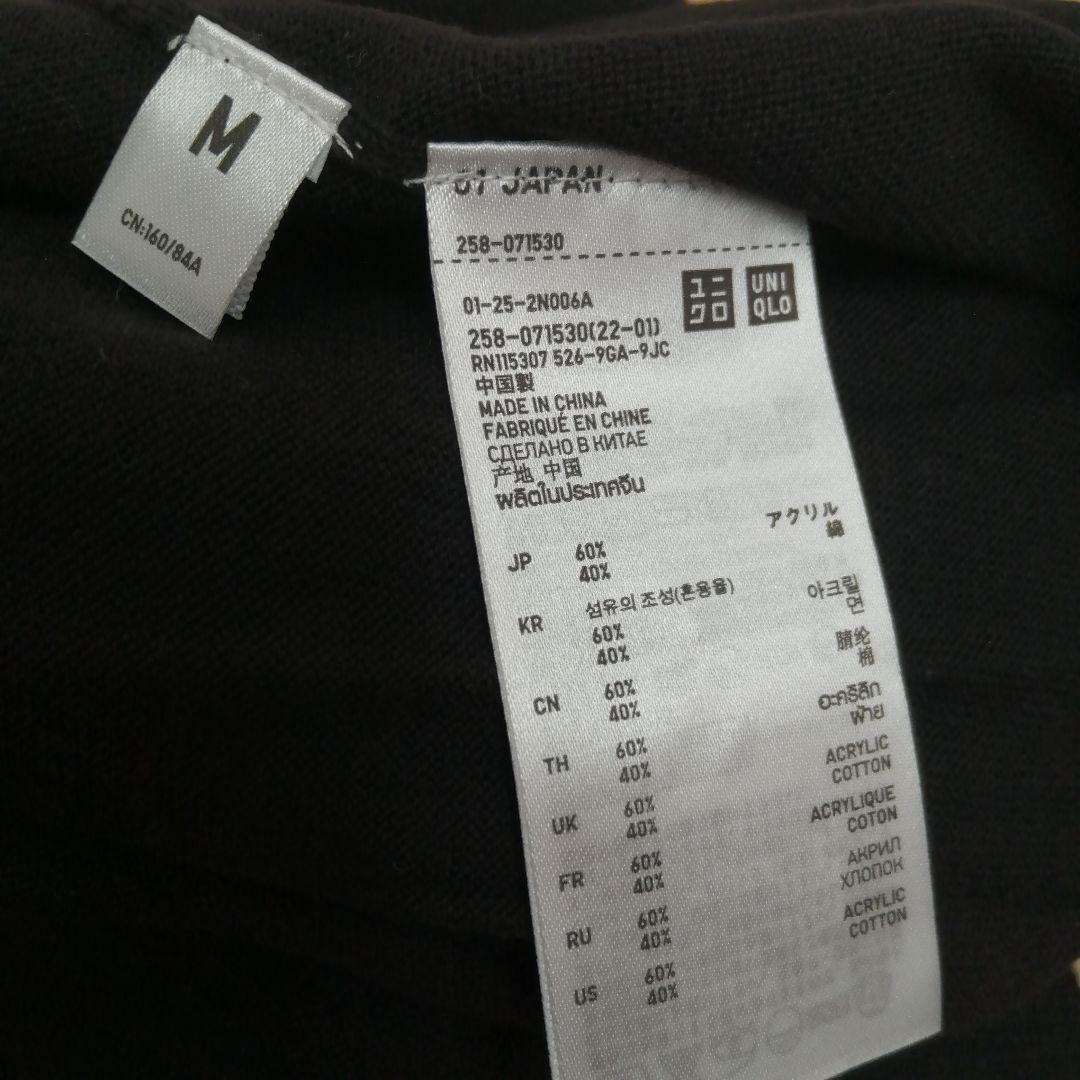 M
CN:160/84A
01 JAPAN
258-071530
01-25-2N006A
ユニ
クロ
UNI
QLO
258-071530(22-01)
RN115307 526-9GA-9JC
中国製
MADE IN CHINA
FABRIQUÉ EN CHINE
СДЕЛАНО В КИТАЕ
产地 中国
ผลิตในประเทศจีน
JP 60% アクリル
40% 綿
KR 섬유의 조성(혼용율)
60% 아크릴
40% 면
CN 60% 腈纶
40% 棉
TH 60% อะคริลิก
40% ฝ้าย
UK 60% ACRYLIC
40% COTTON
FR 60% ACRYLIQUE
40% COTON
RU 60% АКРИЛ
40% ХЛОПОК
US 60% ACRYLIC
40% COTTON